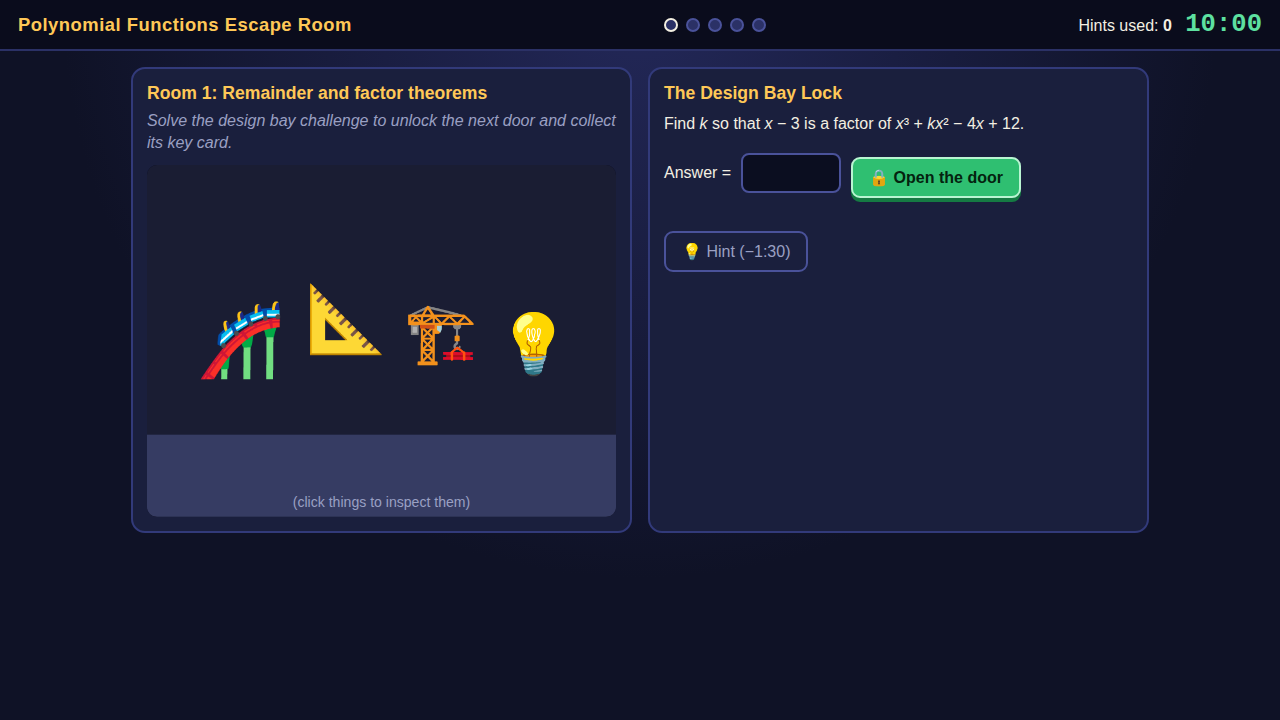 Polynomial Functions Escape Room
Hints used: 0 10:00
Room 1: Remainder and factor theorems
Solve the design bay challenge to unlock the next door and collect
its key card.
(click things to inspect them)
The Design Bay Lock
Find k so that x − 3 is a factor of x³ + kx² − 4x + 12.
Answer =
🔒 Open the door
💡 Hint (−1:30)